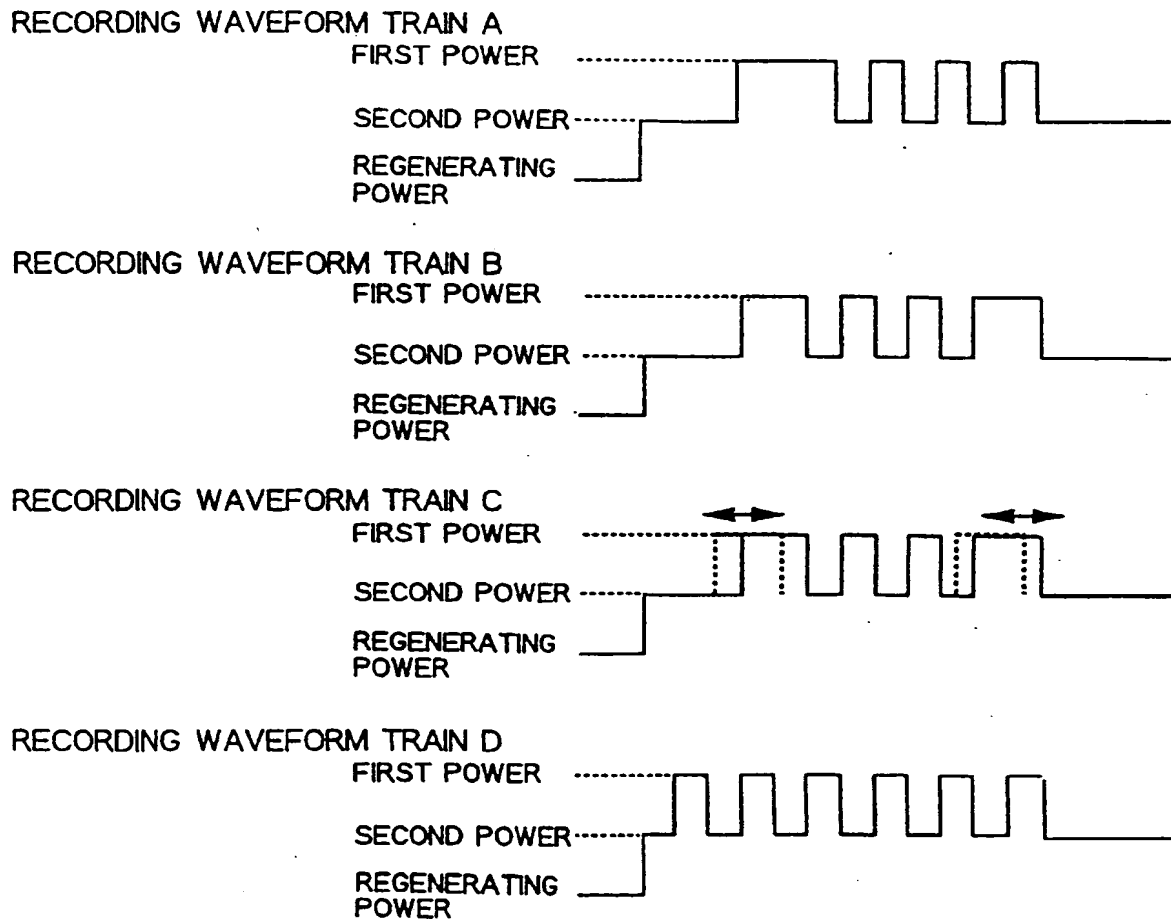 RECORDING WAVEFORM TRAIN A
FIRST POWER
SECOND POWER
REGENERATING
POWER
RECORDING WAVEFORM TRAIN B
FIRST POWER
SECOND POWER
REGENERATING
POWER
RECORDING WAVEFORM TRAIN C
FIRST POWER
SECOND POWER
REGENERATING
POWER
RECORDING WAVEFORM TRAIN D
FIRST POWER
SECOND POWER
REGENERATING
POWER